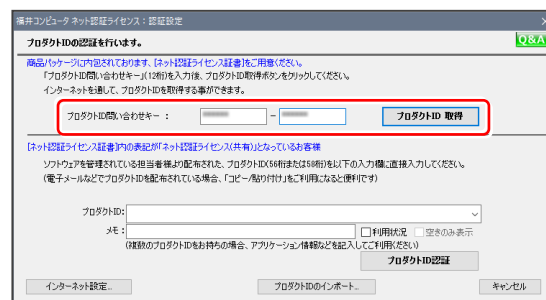 福井コンピュータ ネット認証ライセンス：認証設定
プロダクトIDの認証を行います。
Q&A
商品パッケージに内包されております、[ネット認証ライセンス証書]をご用意ください。
「プロダクトID問い合わせキー」(12桁)を入力後、プロダクトID取得ボタンをクリックしてください。
インターネットを通して、プロダクトIDを取得する事ができます。
プロダクトID問い合わせキー：
-
プロダクトID 取得
[ネット認証ライセンス証書]内の表記が「ネット認証ライセンス(共有)」となっているお客様
ソフトウェアを管理されている担当者様より配布された、プロダクトID(56桁または58桁)を以下の入力欄に直接入力してください。
(電子メールなどでプロダクトIDを配布されている場合、「コピー/貼り付け」をご利用になると便利です)
プロダクトID：
メモ：
利用状況
空きのみ表示
(複数のプロダクトIDをお持ちの場合、アプリケーション情報などを記入してご利用ください)
プロダクトID認証
インターネット設定...
プロダクトIDのインポート...
キャンセル